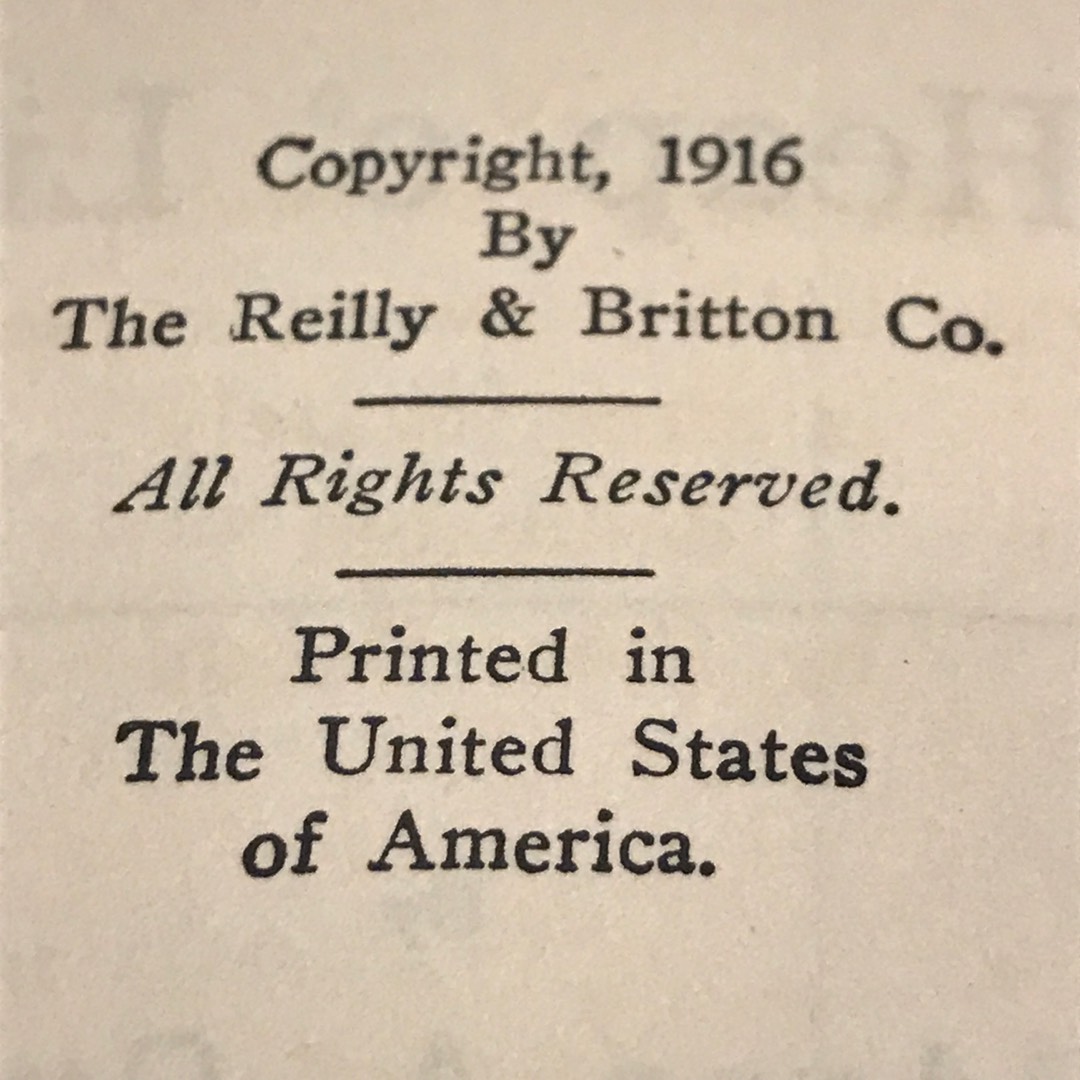 Copyright, 1916
By
The Reilly & Britton Co.
All Rights Reserved.
Printed in
The United States
of America.